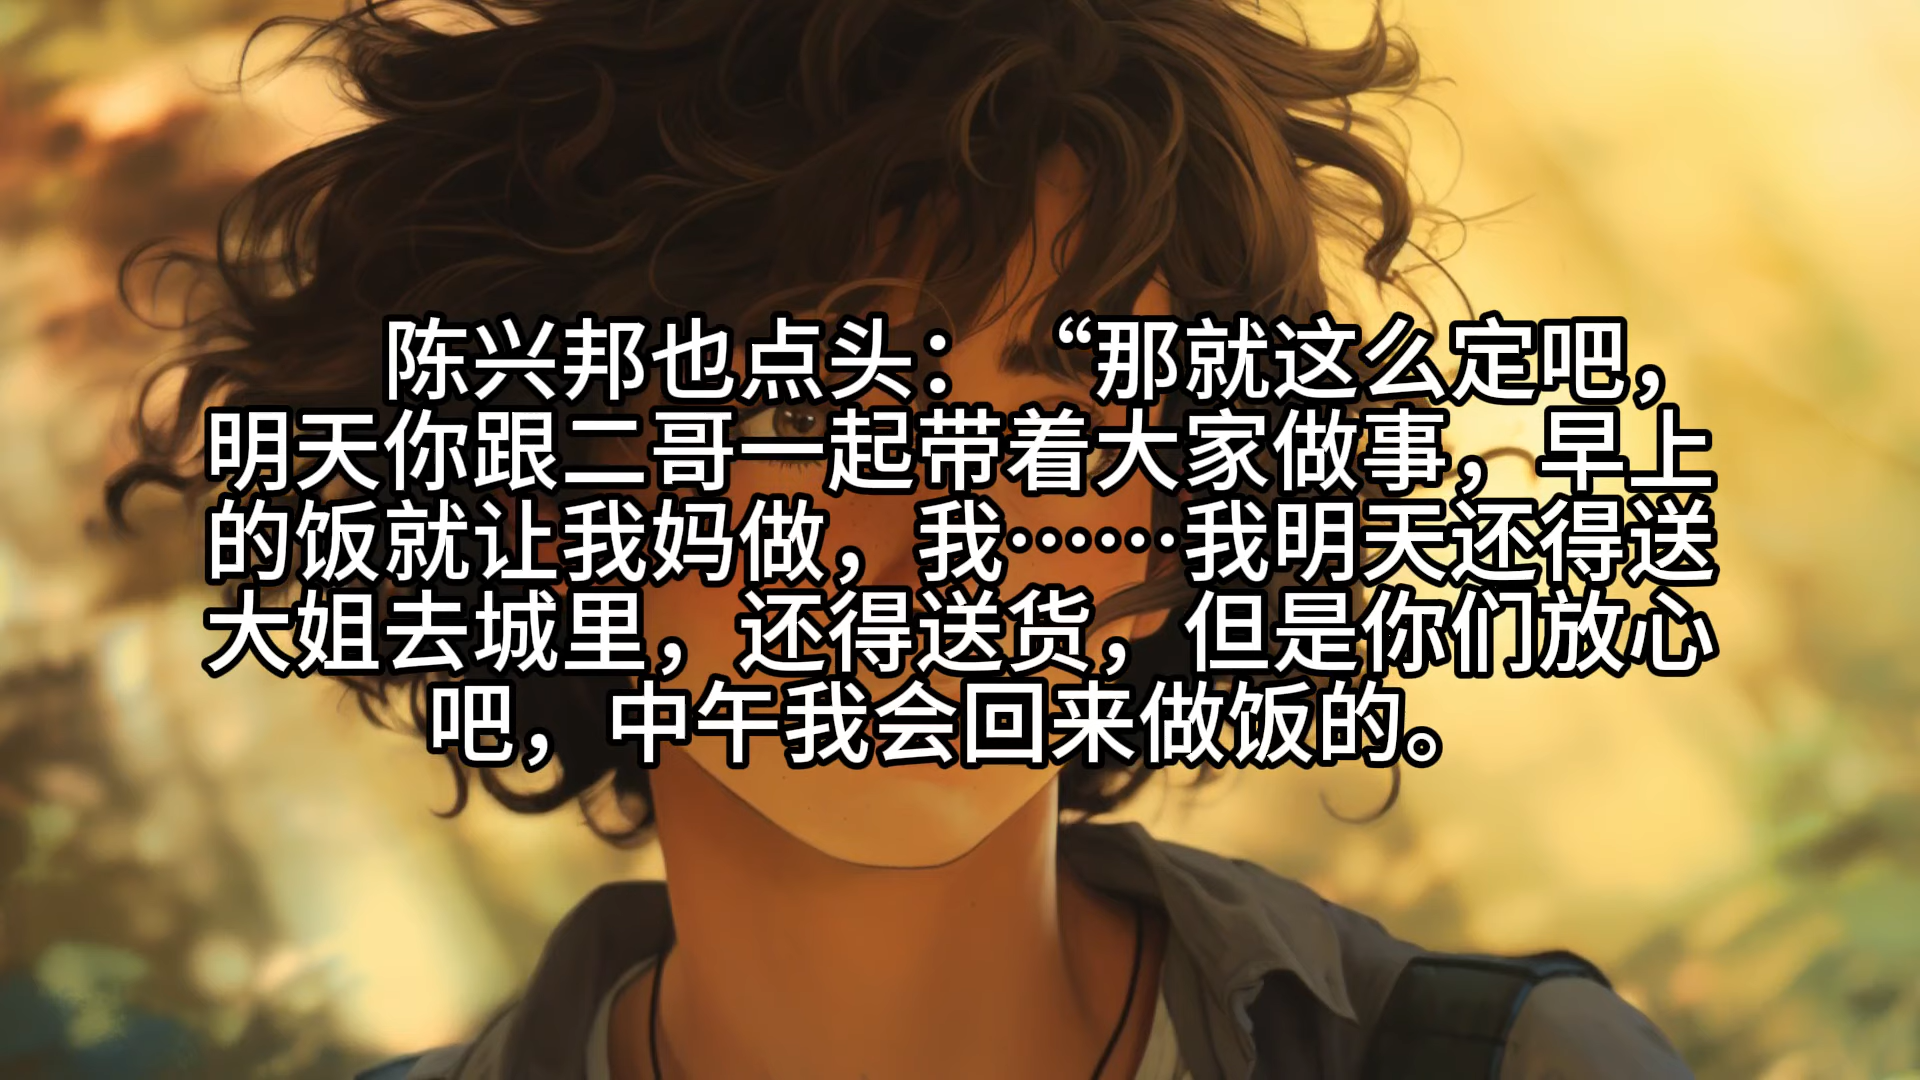 陈兴邦也点头：“那就这么定吧，
明天你跟二哥一起带着大家做事，早上
的饭就让我妈做，我……我明天还得送
大姐去城里，还得送货，但是你们放心
吧，中午我会回来做饭的。